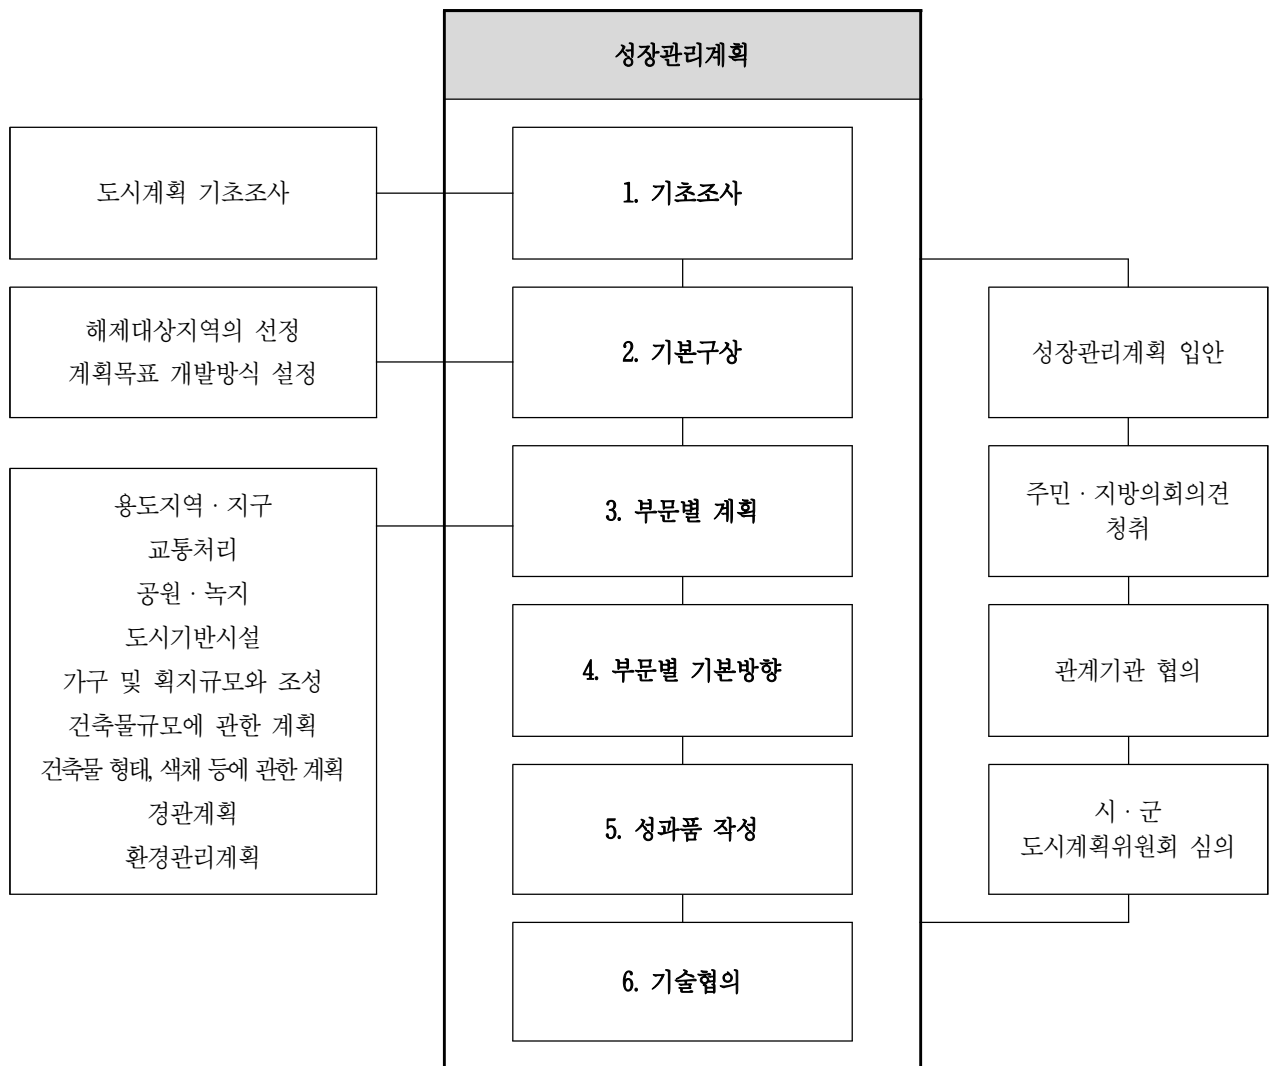 성장관리계획
도시계획 기초조사
1. 기초조사
해제대상지역의 선정
계획목표 개발방식 설정
2. 기본구상
성장관리계획 입안
용도지역 · 지구
교통처리
공원 · 녹지
도시기반시설
가구 및 획지규모와 조성
건축물규모에 관한 계획
건축물 형태, 색채 등에 관한 계획
경관계획
환경관리계획
3. 부문별 계획
주민 · 지방의회의견
청취
4. 부문별 기본방향
관계기관 협의
5. 성과품 작성
시 · 군
도시계획위원회 심의
6. 기술협의